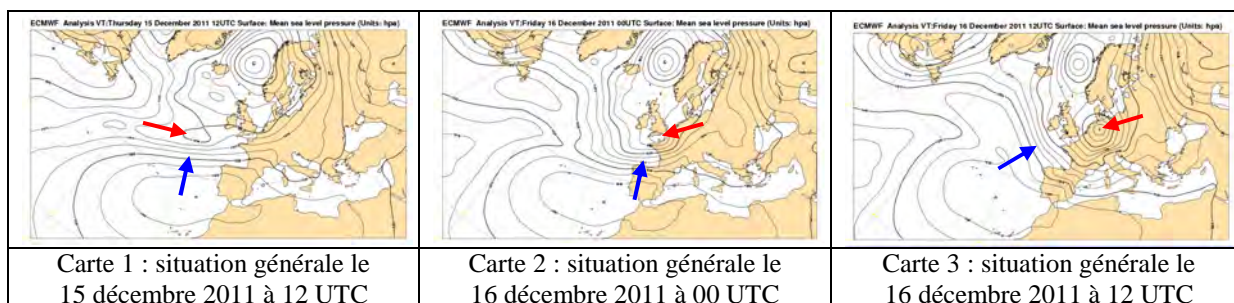 ECMWF Analysis VT:Thursday 15 December 2011 12UTC Surface: Mean sea level pressure (Units: hpa)
ECMWF Analysis VT:Friday 16 December 2011 00UTC Surface: Mean sea level pressure (Units: hpa)
ECMWF Analysis VT:Friday 16 December 2011 12UTC Surface: Mean sea level pressure (Units: hpa)
Carte 1 : situation générale le
15 décembre 2011 à 12 UTC
Carte 2 : situation générale le
16 décembre 2011 à 00 UTC
Carte 3 : situation générale le
16 décembre 2011 à 12 UTC